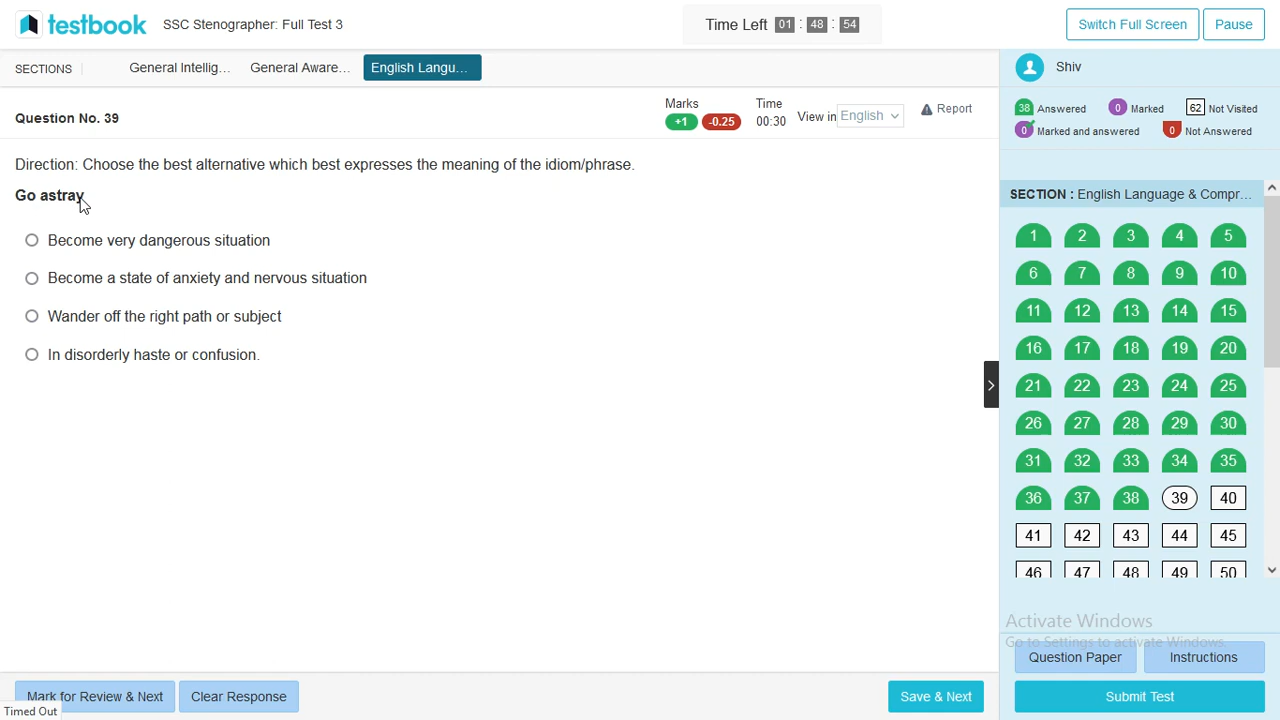 testbook
SSC Stenographer: Full Test 3
Time Left 01 : 48 : 54
Switch Full Screen
Pause
SECTIONS
General Intellig...
General Aware...
English Langu...
Shiv
Question No. 39
Marks
+1 -0.25
Time
00:30
View in English
Report
38 Answered
0 Marked
62 Not Visited
0 Marked and answered
0 Not Answered
Direction: Choose the best alternative which best expresses the meaning of the idiom/phrase.
Go astray
Become very dangerous situation
Become a state of anxiety and nervous situation
Wander off the right path or subject
In disorderly haste or confusion.
SECTION : English Language & Compr...
1 2 3 4 5
6 7 8 9 10
11 12 13 14 15
16 17 18 19 20
21 22 23 24 25
26 27 28 29 30
31 32 33 34 35
36 37 38 39 40
41 42 43 44 45
46 47 48 49 50
Activate Windows
Go to Settings to activate Windows.
Question Paper
Instructions
Mark for Review & Next
Clear Response
Save & Next
Submit Test
Timed Out